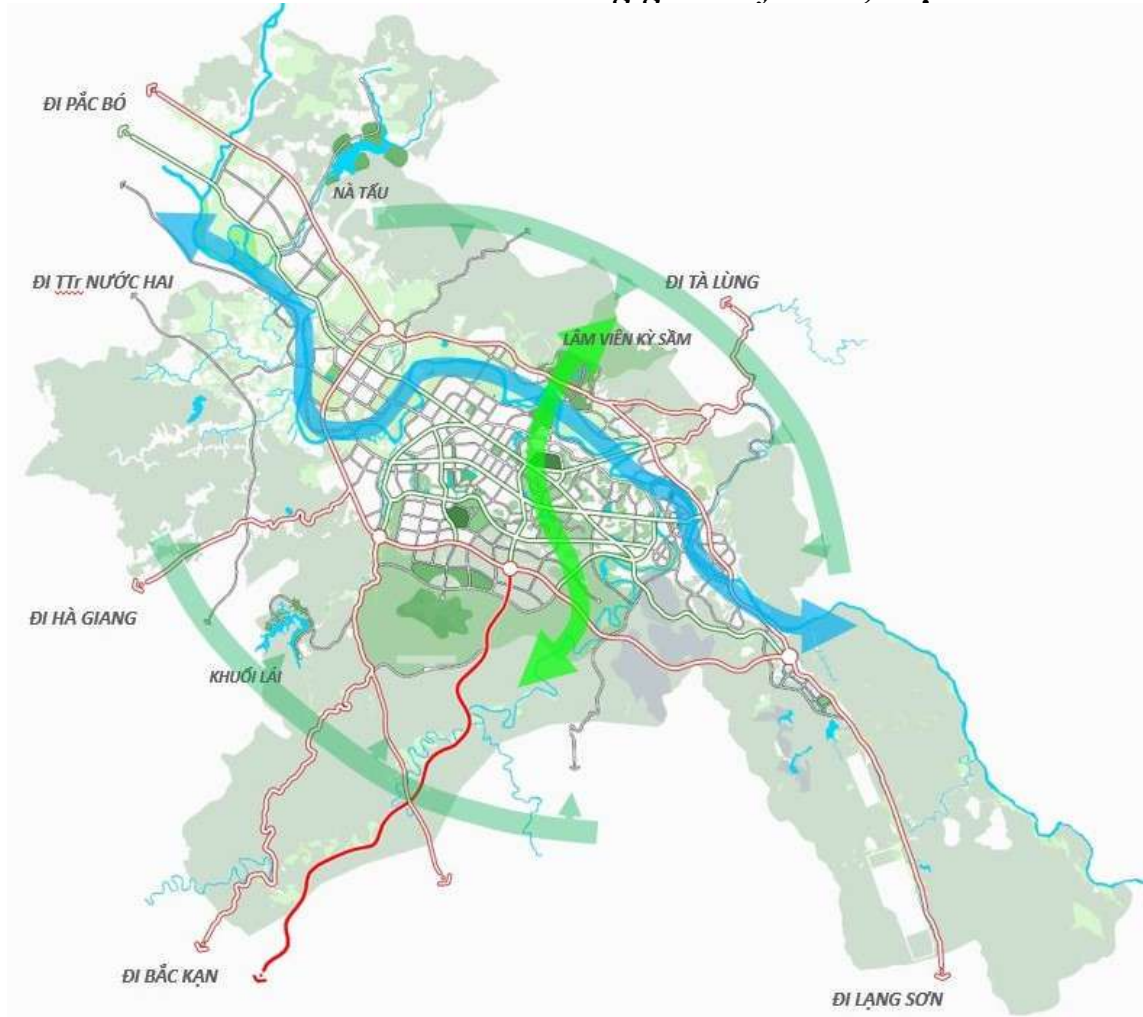 ĐI PẮC BÓ
NÀ TẤU
ĐI TTr NƯỚC HAI
ĐI TÀ LÙNG
LÂM VIÊN KỲ SẦM
ĐI HÀ GIANG
KHUỔI LÁI
ĐI BẮC KẠN
ĐI LẠNG SƠN